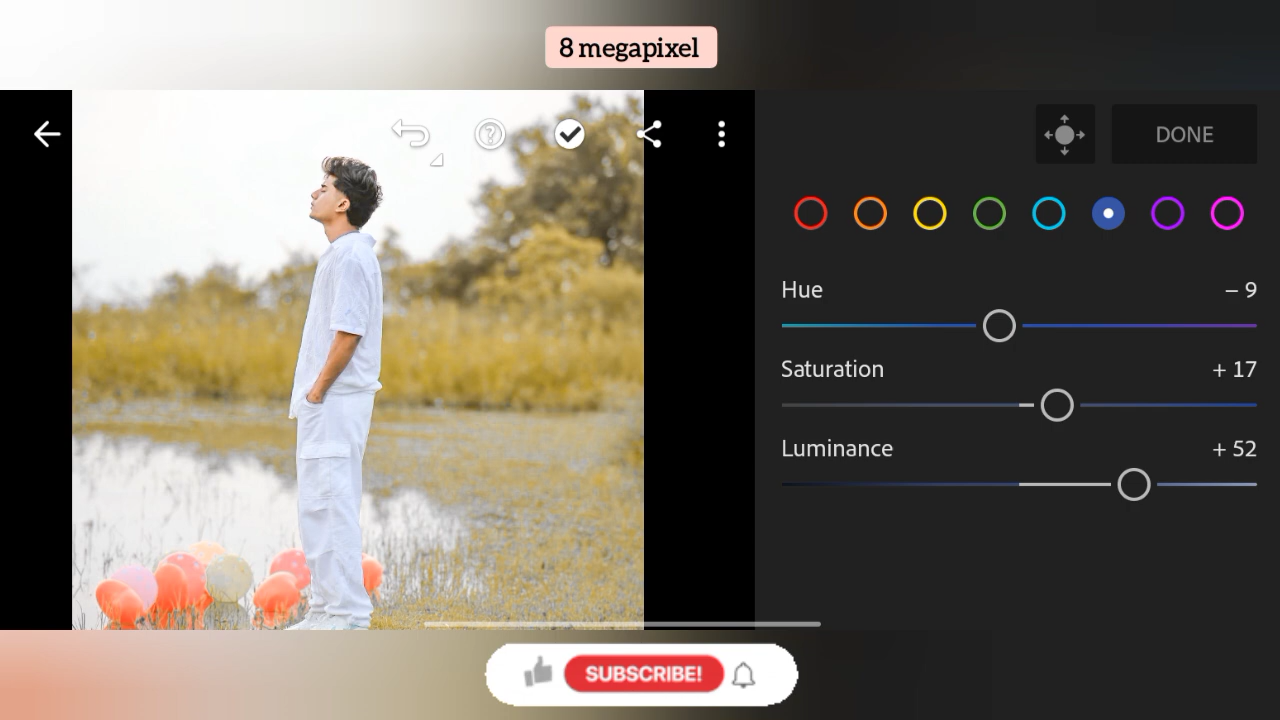 8 megapixel
DONE
Hue
– 9
Saturation
+ 17
Luminance
+ 52
SUBSCRIBE!